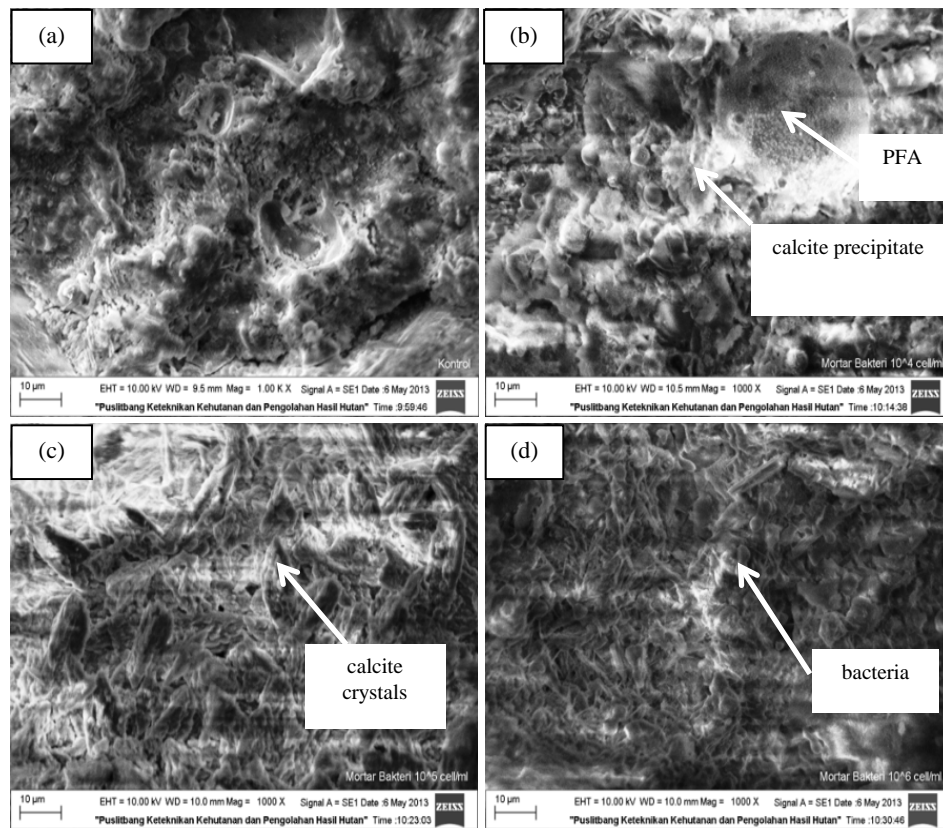 (a)
Kontrol
10 µm
EHT = 10.00 kV WD = 9.5 mm Mag = 1.00 K X Signal A = SE1 Date :6 May 2013
"Puslitbang Keteknikan Kehutanan dan Pengolahan Hasil Hutan" Time :9:59:46
ZEISS
(b)
PFA
calcite precipitate
Mortar Bakteri 10^4 cell/ml
10 µm
EHT = 10.00 kV WD = 10.5 mm Mag = 1000 X Signal A = SE1 Date :6 May 2013
"Puslitbang Keteknikan Kehutanan dan Pengolahan Hasil Hutan" Time :10:14:38
ZEISS
(c)
calcite
crystals
Mortar Bakteri 10^5 cell/ml
10 µm
EHT = 10.00 kV WD = 10.0 mm Mag = 1000 X Signal A = SE1 Date :6 May 2013
"Puslitbang Keteknikan Kehutanan dan Pengolahan Hasil Hutan" Time :10:23:03
ZEISS
(d)
bacteria
Mortar Bakteri 10^6 cell/ml
10 µm
EHT = 10.00 kV WD = 10.0 mm Mag = 1000 X Signal A = SE1 Date :6 May 2013
"Puslitbang Keteknikan Kehutanan dan Pengolahan Hasil Hutan" Time :10:30:46
ZEISS